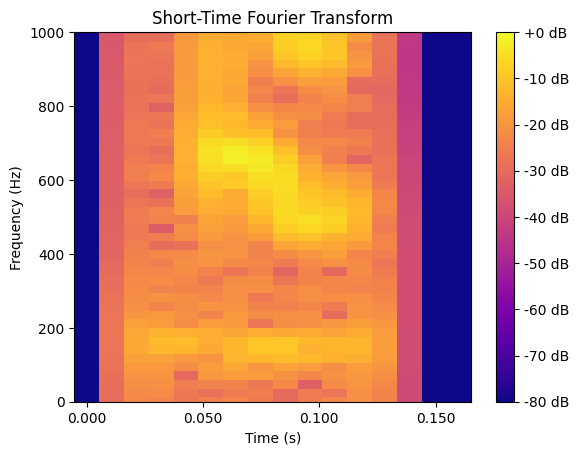 Short-Time Fourier Transform
Frequency (Hz)
1000
800
600
400
200
0
0.000
0.050
0.100
0.150
Time (s)
+0 dB
-10 dB
-20 dB
-30 dB
-40 dB
-50 dB
-60 dB
-70 dB
-80 dB